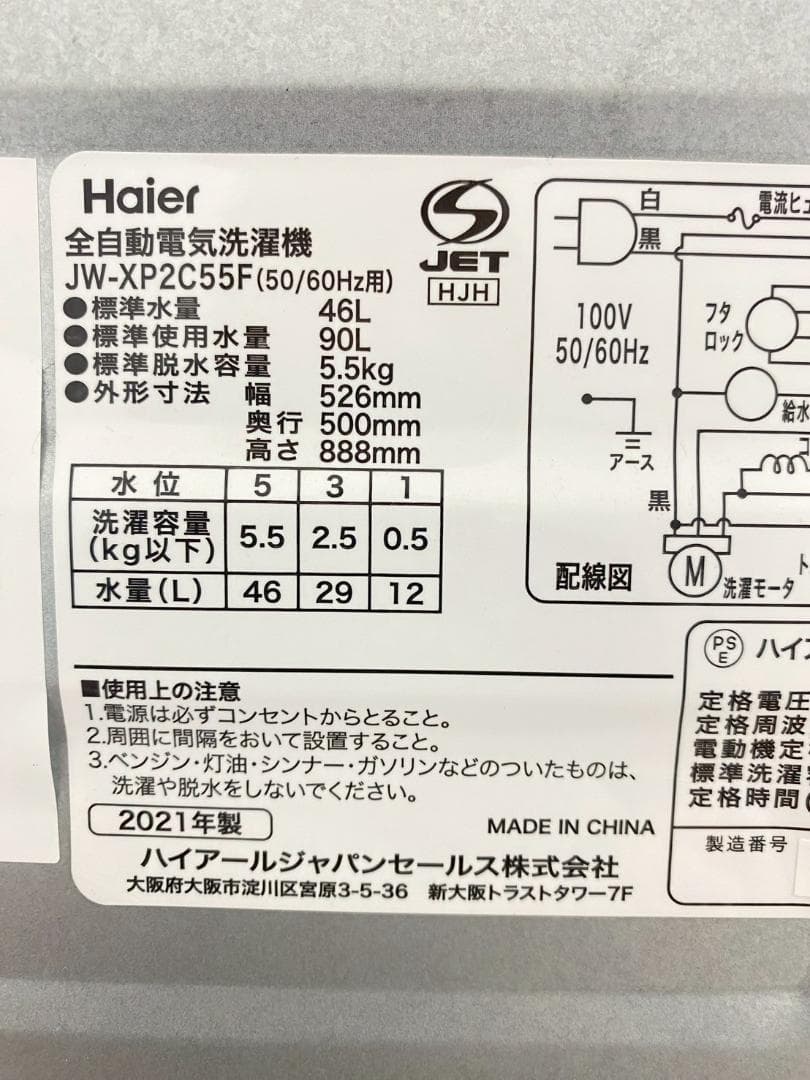 Haier
全自動電気洗濯機
JW-XP2C55F(50/60Hz用)
●標準水量 46L
●標準使用水量 90L
●標準脱水容量 5.5kg
●外形寸法 幅 526mm
奥行 500mm
高さ 888mm
水位 5 3 1
洗濯容量(kg以下) 5.5 2.5 0.5
水量(L) 46 29 12
S JET
HJH
白
電流ヒュ
黒
100V
50/60Hz
フタ
ロック
給水
アース
黒
M
洗濯モータ
配線図
■使用上の注意
1.電源は必ずコンセントからとること。
2.周囲に間隔をおいて設置すること。
3.ベンジン・灯油・シンナー・ガソリンなどのついたものは、
洗濯や脱水をしないでください。
2021年製
MADE IN CHINA
ハイアールジャパンセールス株式会社
大阪府大阪市淀川区宮原3-5-36 新大阪トラストタワー7F
PS
E
ハイ
定格電圧
定格周波
電動機定
標準洗濯
定格時間(
製造番号